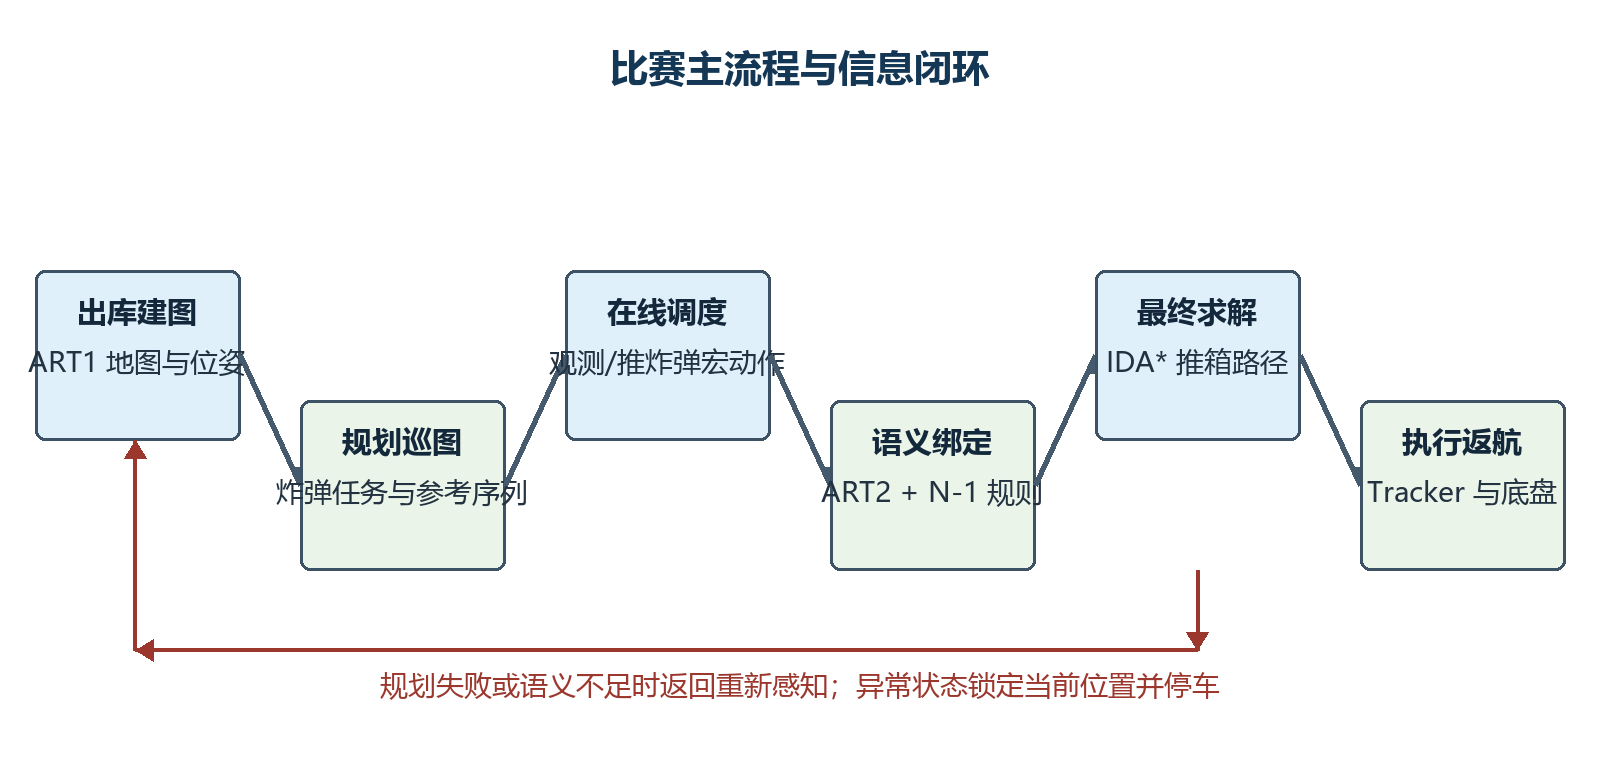 比赛主流程与信息闭环
出库建图
ART1 地图与位姿
规划巡图
炸弹任务与参考序列
在线调度
观测/推炸弹宏动作
语义绑定
ART2 + N-1 规则
最终求解
IDA* 推箱路径
执行返航
Tracker 与底盘
规划失败或语义不足时返回重新感知；异常状态锁定当前位置并停车